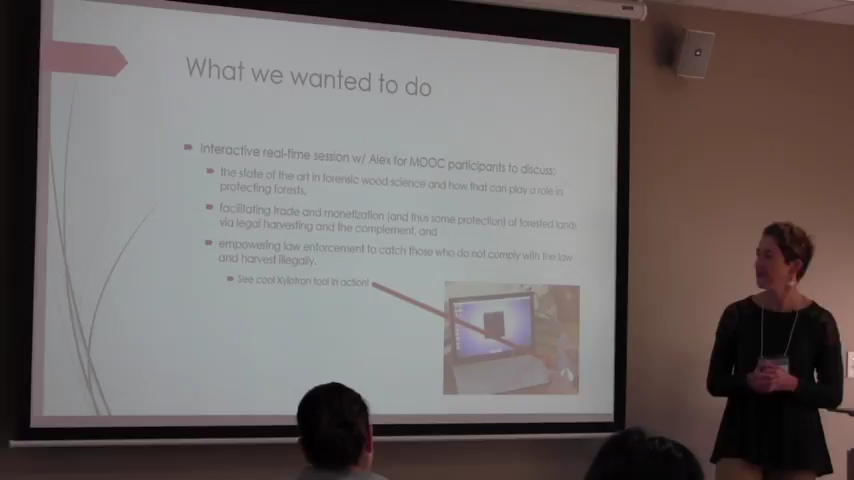 What we wanted to do
Interactive real-time session w/ Alex for MOOC participants to discuss:
the state of the art in forensic wood science and how that can play a role in
protecting forests,
facilitating trade and monetization (and thus some protection) of forested lands
via legal harvesting and the complement, and
empowering law enforcement to catch those who do not comply with the law
and harvest illegally.
See cool Xylotron tool in action!